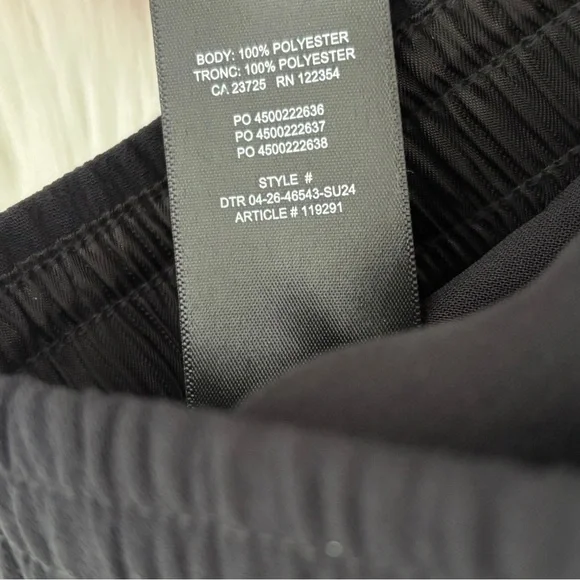 BODY: 100% POLYESTER
TRONC: 100% POLYESTER
CA 23725 RN 122354
PO 4500222636
PO 4500222637
PO 4500222638
STYLE #
DTR 04-26-46543-SU24
ARTICLE # 119291